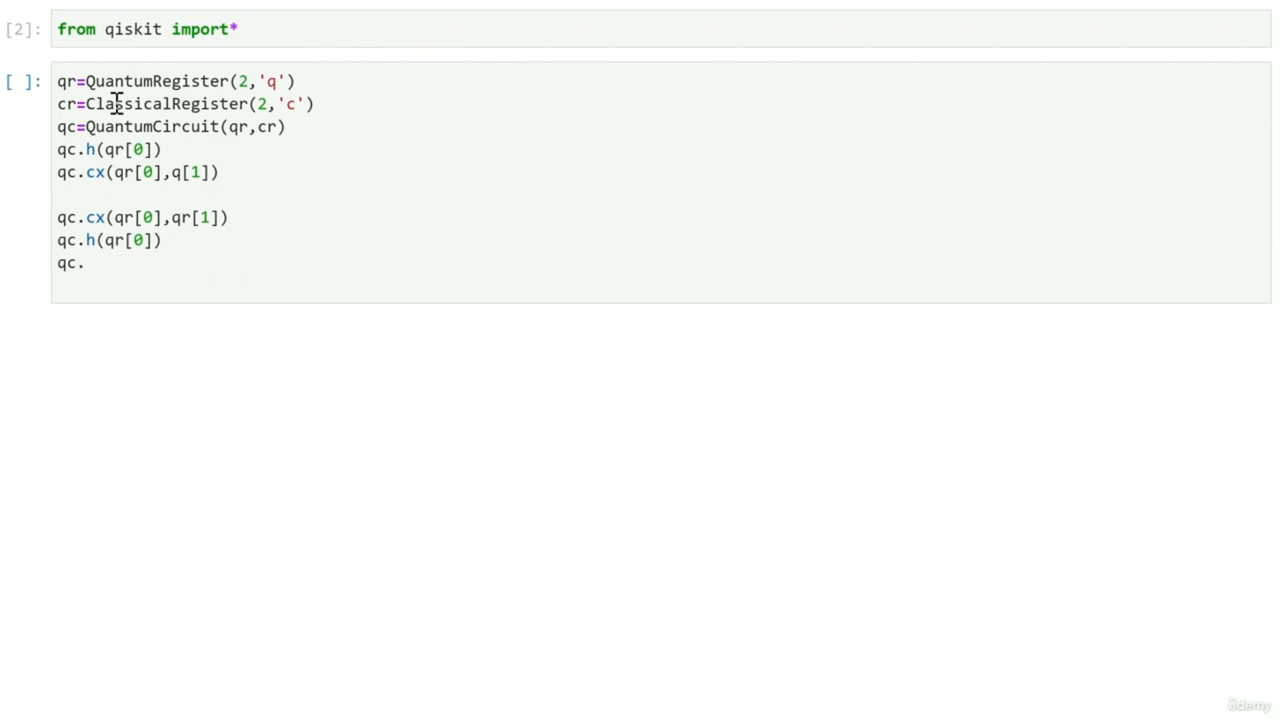 [2]: from qiskit import*
[ ]: qr=QuantumRegister(2,'q')
cr=ClassicalRegister(2,'c')
qc=QuantumCircuit(qr,cr)
qc.h(qr[0])
qc.cx(qr[0],q[1])
qc.cx(qr[0],qr[1])
qc.h(qr[0])
qc.
ûdemy